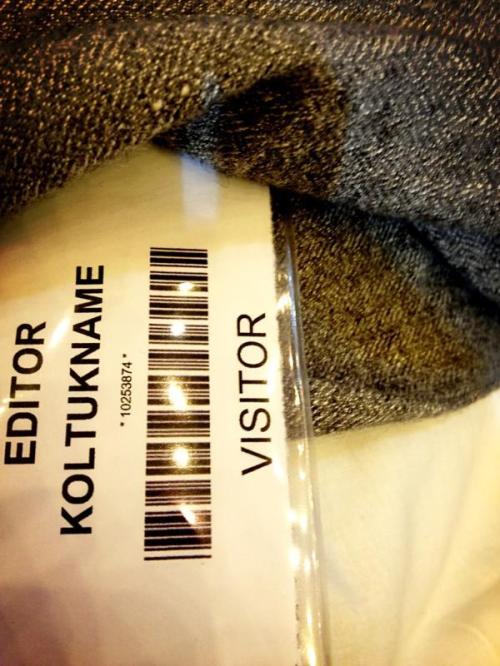 EDITOR
KOLTUKNAME
*10253874*
VISITOR